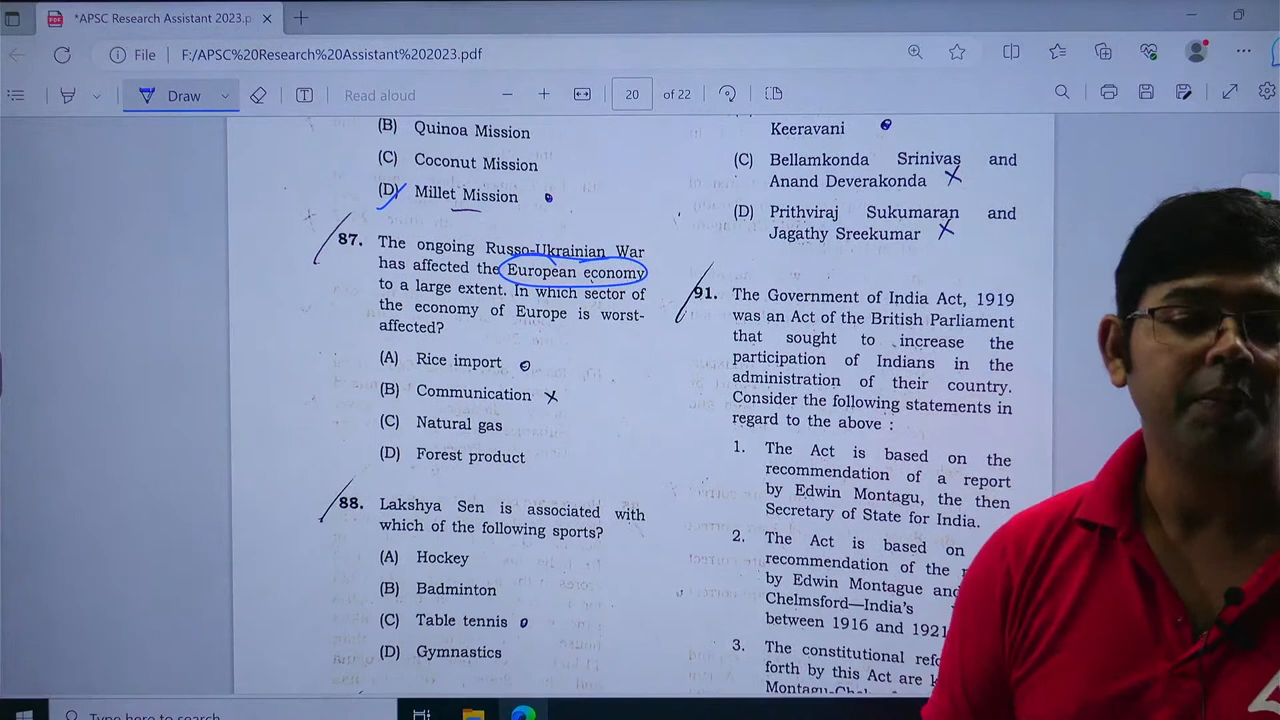 *APSC Research Assistant 2023.p
File
F:/APSC%20Research%20Assistant%202023.pdf
Draw
Read aloud
20
of 22
(B) Quinoa Mission
(C) Coconut Mission
(D) Millet Mission
87. The ongoing Russo-Ukrainian War
has affected the European economy
to a large extent. In which sector of
the economy of Europe is worst-
affected?
(A) Rice import
(B) Communication
(C) Natural gas
(D) Forest product
88. Lakshya Sen is associated with
which of the following sports?
(A) Hockey
(B) Badminton
(C) Table tennis
(D) Gymnastics
Keeravani
(C) Bellamkonda Srinivas and
Anand Deverakonda
(D) Prithviraj Sukumaran and
Jagathy Sreekumar
91. The Government of India Act, 1919
was an Act of the British Parliament
that sought to increase the
participation of Indians in the
administration of their country.
Consider the following statements in
regard to the above :
1. The Act is based on the
recommendation of a report
by Edwin Montagu, the then
Secretary of State for India.
2. The Act is based on
recommendation of the
by Edwin Montague and
Chelmsford—India's
between 1916 and 1921
3. The constitutional
forth by this Act are
Type here to search